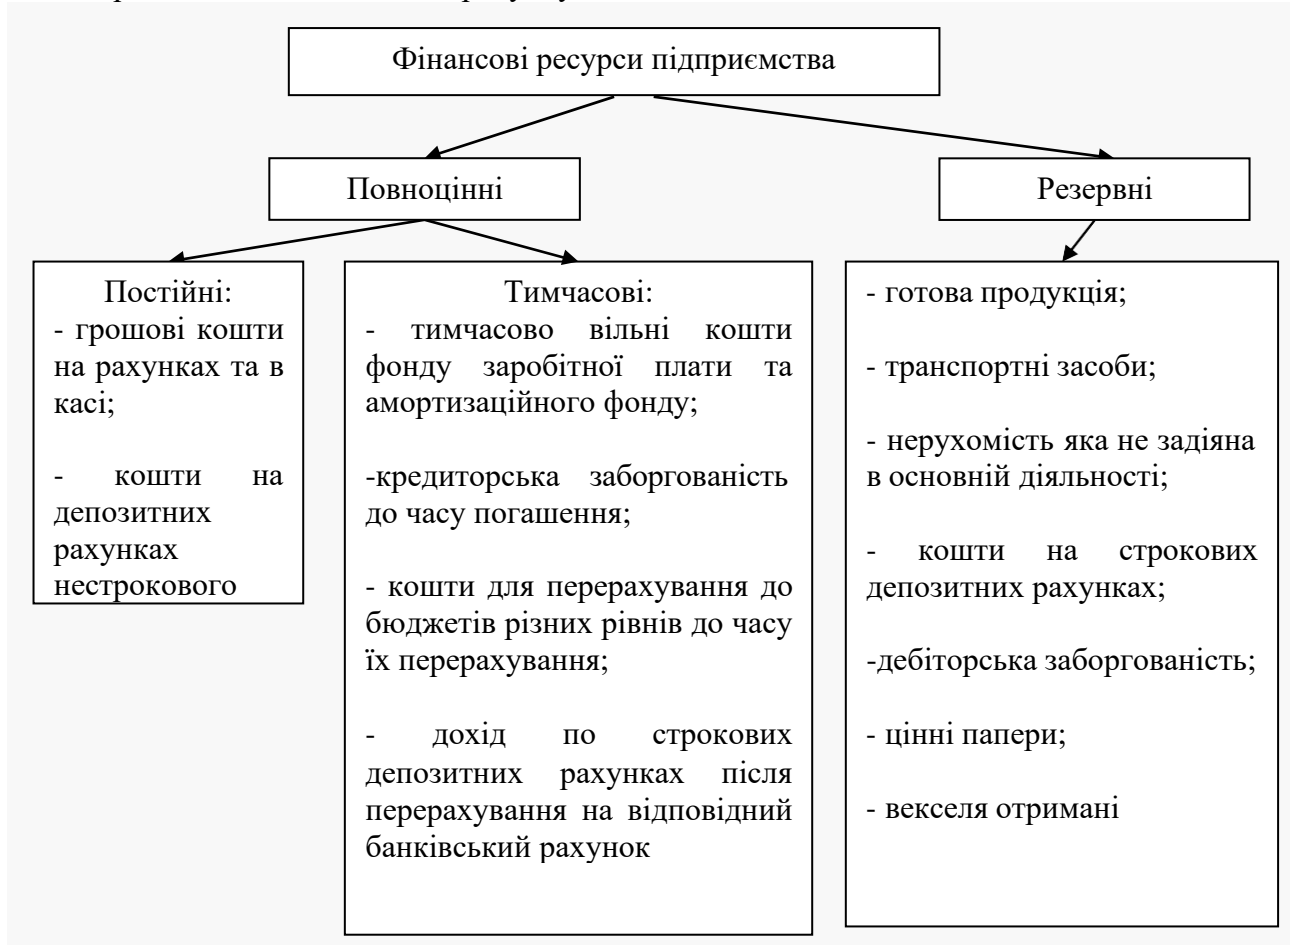 Фінансові ресурси підприємства
Повноцінні
Резервні
Постійні:
- грошові кошти
на рахунках та в
касі;
- кошти на
депозитних
рахунках
нестрокового
Тимчасові:
- тимчасово вільні кошти
фонду заробітної плати та
амортизаційного фонду;
-кредиторська заборгованість
до часу погашення;
- кошти для перерахування до
бюджетів різних рівнів до часу
їх перерахування;
- дохід по строкових
депозитних рахунках після
перерахування на відповідний
банківський рахунок
- готова продукція;
- транспортні засоби;
- нерухомість яка не задіяна
в основній діяльності;
- кошти на строкових
депозитних рахунках;
-дебіторська заборгованість;
- цінні папери;
- векселя отримані